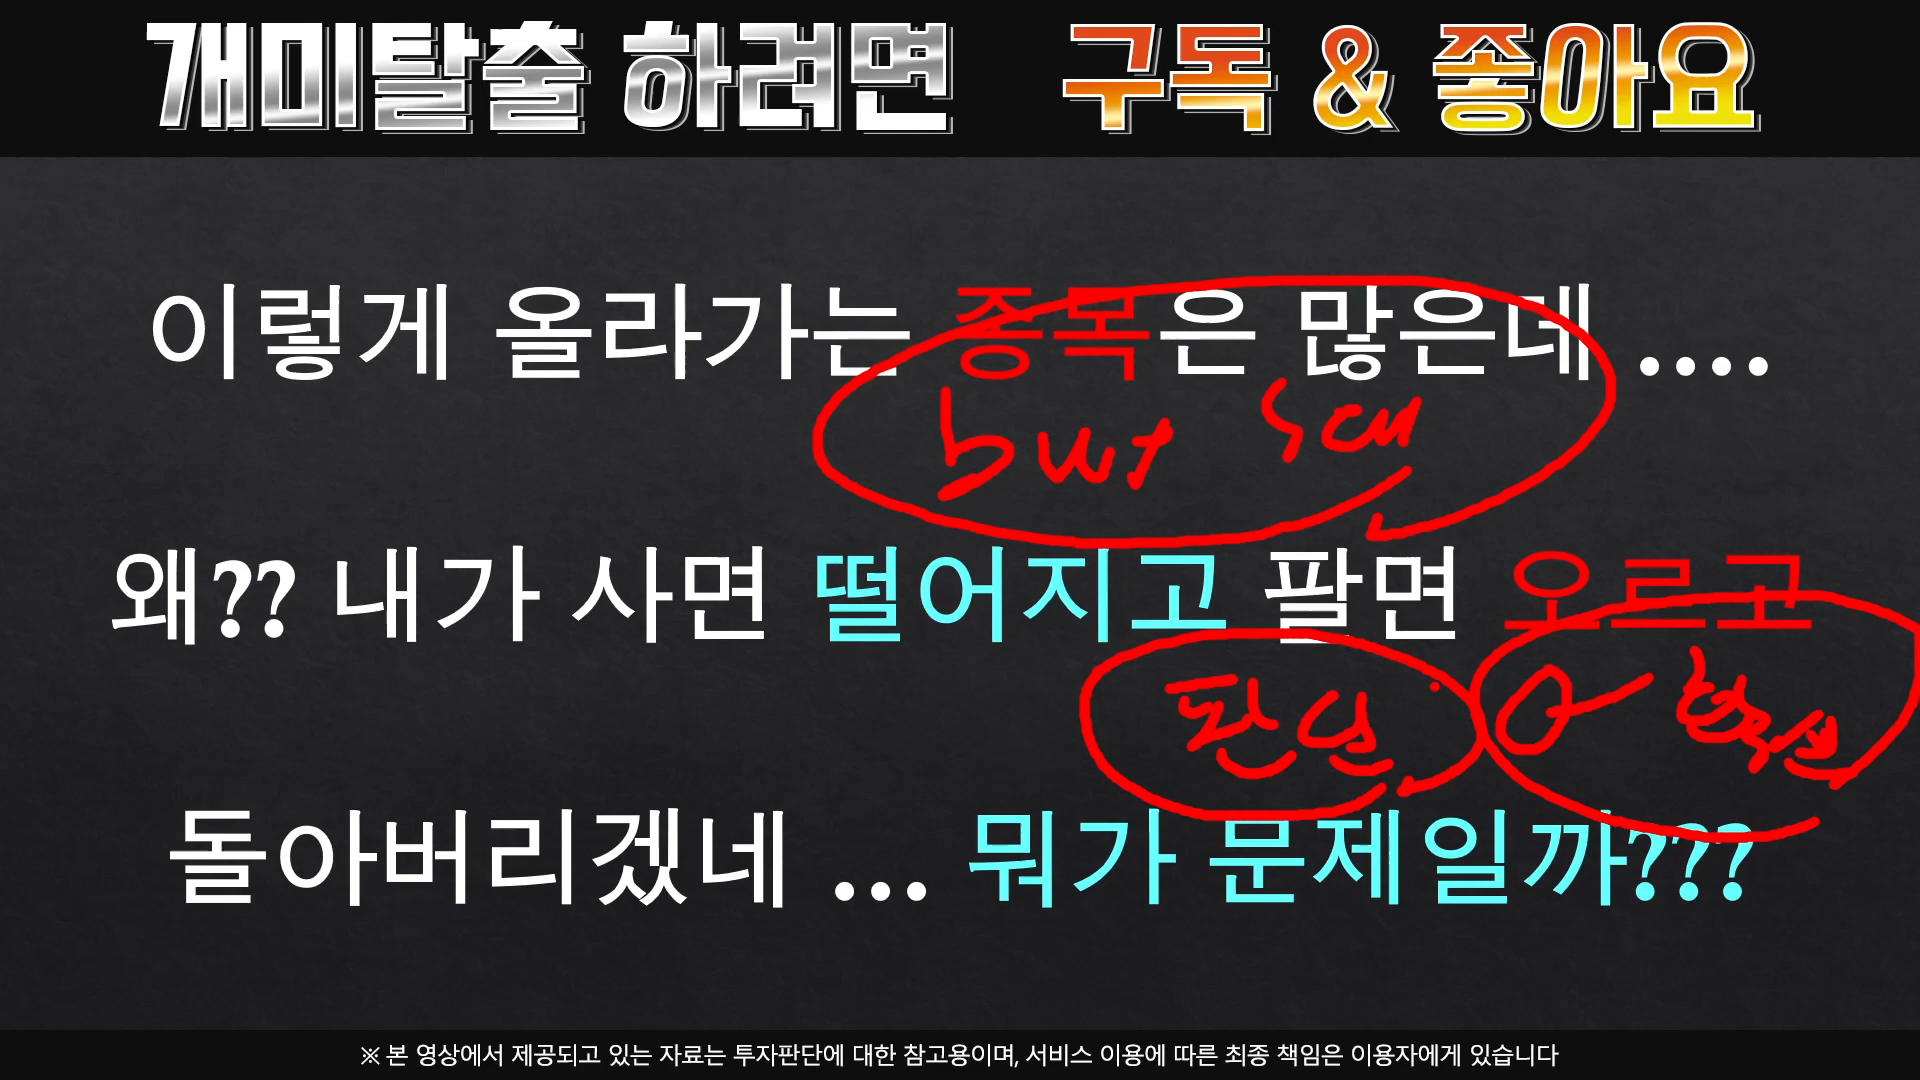 개미탈출 하려면 구독 & 좋아요
이렇게 올라가는 종목은 많은데 ....
but
왜?? 내가 사면 떨어지고 팔면 오르고
판단
돌아버리겠네 ... 뭐가 문제일까???
※ 본 영상에서 제공되고 있는 자료는 투자판단에 대한 참고용이며, 서비스 이용에 따른 최종 책임은 이용자에게 있습니다